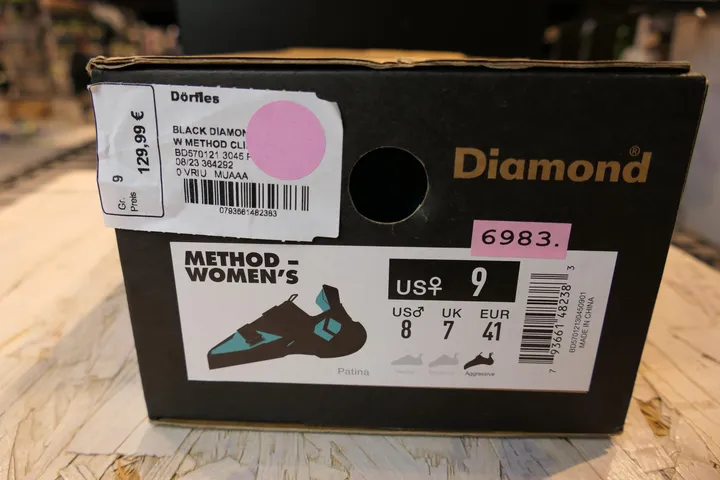 Dörfles
BLACK DIAMON
W METHOD CLI
BD570121 3045
08/23 364292
0 VRIU MUAAA
0793661482383
Gr. 9
Preis 129,99 €
Diamond®
6983.
METHOD -
WOMEN'S
US♀ 9
US♂ UK EUR
8 7 41
Patina
Aggressive
7 93661 48238 3
BD57012130450901
MADE IN CHINA